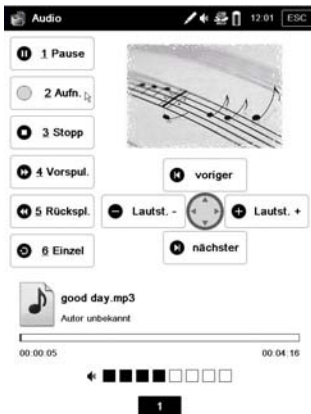 Audio 12:01 ESC
1 Pause
2 Aufn.
3 Stopp
4 Vorspul.
5 Rückspl.
6 Einzel
voriger
Lautst. -
Lautst. +
nächster
good day.mp3
Autor unbekannt
00:00:05 00:04:16
1